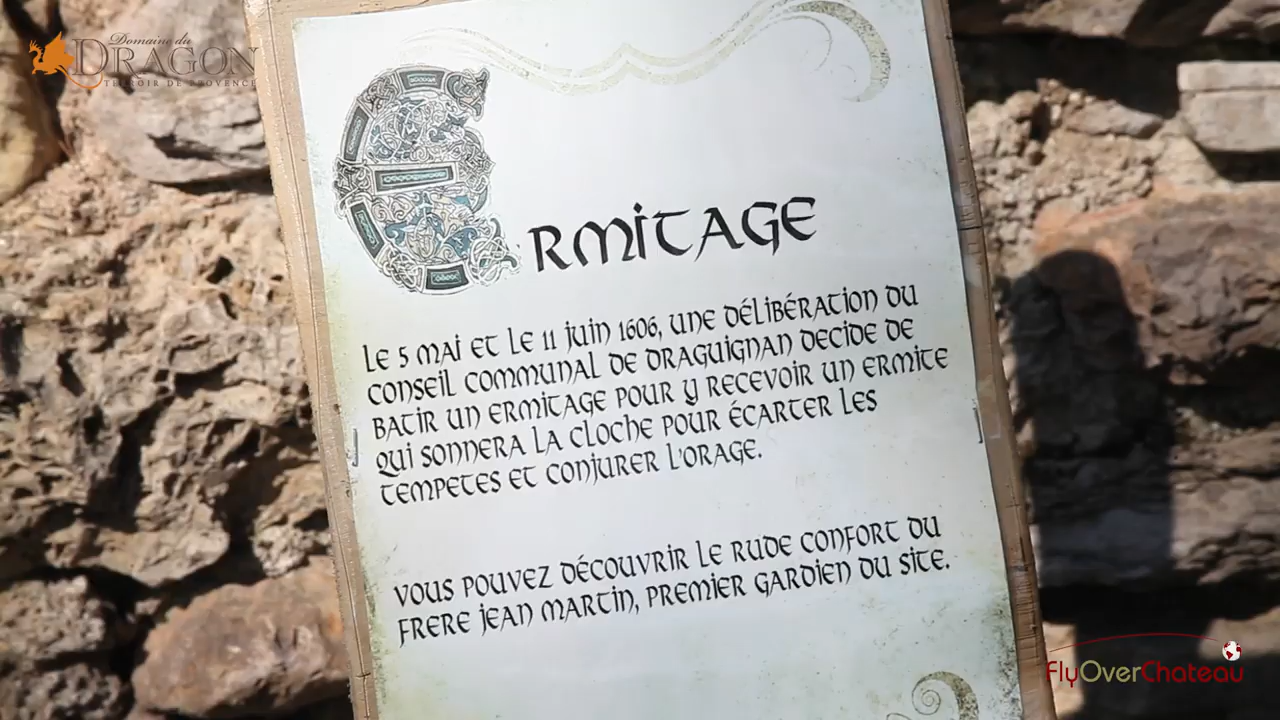 Domaine du
DRAGON
TERROIR DE PROVENCE
ERMITAGE
LE 5 MAI ET LE 11 JUIN 1606, UNE DÉLIBÉRATION DU
CONSEIL COMMUNAL DE DRAGUIGNAN DECIDE DE
BATIR UN ERMITAGE POUR Y RECEVOIR UN ERMITE
QUI SONNERA LA CLOCHE POUR ÉCARTER LES
TEMPETES ET CONJURER L'ORAGE.
VOUS POUVEZ DÉCOUVRIR LE RUDE CONFORT DU
FRERE JEAN MARTIN, PREMIER GARDIEN DU SITE.
FlyOverChateau